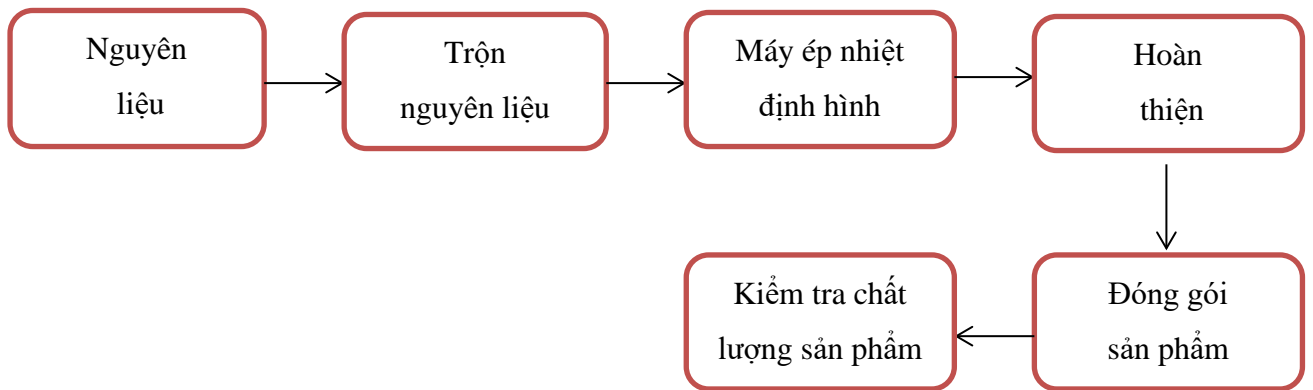 Nguyên
liệu
Trộn
nguyên liệu
Máy ép nhiệt
định hình
Hoàn
thiện
Đóng gói
sản phẩm
Kiểm tra chất
lượng sản phẩm